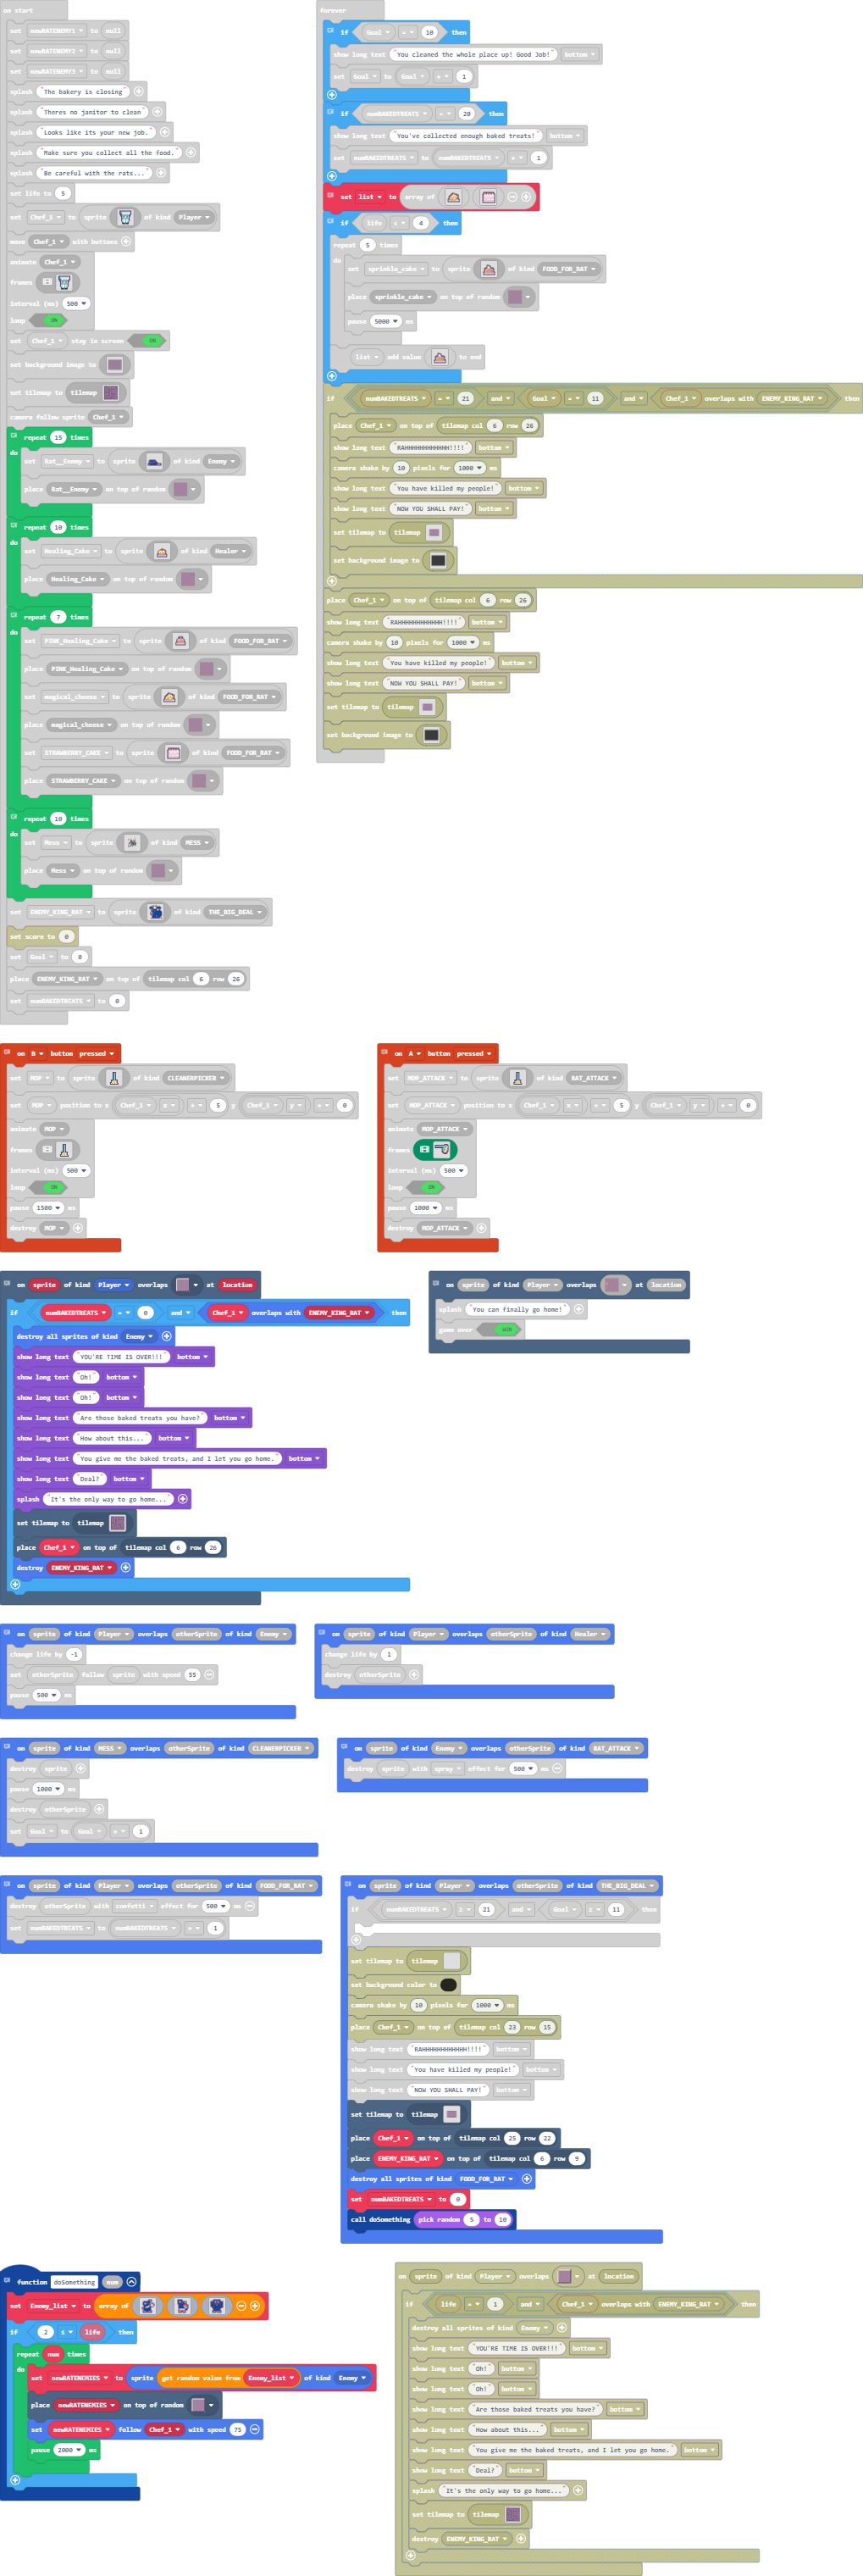 on start
set newRATENEMY1 to null
set newRATENEMY2 to null
set newRATENEMY3 to null
splash "The bakery is closing"
splash "Theres no janitor to clean"
splash "Looks like its your new job."
splash "Make sure you collect all the food."
splash "Be careful with the rats..."
set life to 5
set Chef_1 to sprite of kind Player
move Chef_1 with buttons
animate Chef_1
frames
interval (ms) 500
loop ON
set Chef_1 stay in screen ON
set background image to
set tilemap to tilemap
camera follow sprite Chef_1
repeat 15 times
do
set Rat__Enemy to sprite of kind Enemy
place Rat__Enemy on top of random
repeat 10 times
do
set Healing_Cake to sprite of kind Healer
place Healing_Cake on top of random
repeat 7 times
do
set PINK_Healing_Cake to sprite of kind FOOD_FOR_RAT
place PINK_Healing_Cake on top of random
set magical_cheese to sprite of kind FOOD_FOR_RAT
place magical_cheese on top of random
set STRAWBERRY_CAKE to sprite of kind FOOD_FOR_RAT
place STRAWBERRY_CAKE on top of random
repeat 10 times
do
set Mess to sprite of kind MESS
place Mess on top of random
set ENEMY_KING_RAT to sprite of kind THE_BIG_DEAL
set score to 0
set Goal to 0
place ENEMY_KING_RAT on top of tilemap col 6 row 26
set numBAKEDTREATS to 0
forever
if Goal = 10 then
show long text "You cleaned the whole place up! Good Job!" bottom
set Goal to Goal + 1
if numBAKEDTREATS = 20 then
show long text "You've collected enough baked treats!" bottom
set numBAKEDTREATS to numBAKEDTREATS + 1
set list to array of
if life < 4 then
repeat 5 times
do
set sprinkle_cake to sprite of kind FOOD_FOR_RAT
place sprinkle_cake on top of random
pause 5000 ms
list add value to end
if numBAKEDTREATS = 21 and Goal = 11 and Chef_1 overlaps with ENEMY_KING_RAT then
place Chef_1 on top of tilemap col 6 row 26
show long text "RAHHHHHHHHHHHH!!!!" bottom
camera shake by 10 pixels for 1000 ms
show long text "You have killed my people!" bottom
show long text "NOW YOU SHALL PAY!" bottom
set tilemap to tilemap
set background image to
place Chef_1 on top of tilemap col 6 row 26
show long text "RAHHHHHHHHHHHH!!!!" bottom
camera shake by 10 pixels for 1000 ms
show long text "You have killed my people!" bottom
show long text "NOW YOU SHALL PAY!" bottom
set tilemap to tilemap
set background image to
on B button pressed
set MOP to sprite of kind CLEANERPICKER
set MOP position to x Chef_1 x + 5 y Chef_1 y + 0
animate MOP
frames
interval (ms) 500
loop ON
pause 1500 ms
destroy MOP
on A button pressed
set MOP_ATTACK to sprite of kind RAT_ATTACK
set MOP_ATTACK position to x Chef_1 x + 5 y Chef_1 y + 0
animate MOP_ATTACK
frames
interval (ms) 500
loop ON
pause 1000 ms
destroy MOP_ATTACK
on sprite of kind Player overlaps at location
if numBAKEDTREATS = 0 and Chef_1 overlaps with ENEMY_KING_RAT then
destroy all sprites of kind Enemy
show long text "YOU'RE TIME IS OVER!!!" bottom
show long text "Oh!" bottom
show long text "Oh!" bottom
show long text "Are those baked treats you have?" bottom
show long text "How about this..." bottom
show long text "You give me the baked treats, and I let you go home." bottom
show long text "Deal?" bottom
splash "It's the only way to go home..."
set tilemap to tilemap
place Chef_1 on top of tilemap col 6 row 26
destroy ENEMY_KING_RAT
on sprite of kind Player overlaps at location
splash "You can finally go home!"
game over WIN
on sprite of kind Player overlaps otherSprite of kind Enemy
change life by -1
set otherSprite follow sprite with speed 55
pause 500 ms
on sprite of kind Player overlaps otherSprite of kind Healer
change life by 1
destroy otherSprite
on sprite of kind MESS overlaps otherSprite of kind CLEANERPICKER
destroy sprite
pause 1000 ms
destroy otherSprite
set Goal to Goal + 1
on sprite of kind Enemy overlaps otherSprite of kind RAT_ATTACK
destroy sprite with spray effect for 500 ms
on sprite of kind Player overlaps otherSprite of kind FOOD_FOR_RAT
destroy otherSprite with confetti effect for 500 ms
set numBAKEDTREATS to numBAKEDTREATS + 1
on sprite of kind Player overlaps otherSprite of kind THE_BIG_DEAL
if numBAKEDTREATS ≥ 21 and Goal ≥ 11 then
set tilemap to tilemap
set background color to
camera shake by 10 pixels for 1000 ms
place Chef_1 on top of tilemap col 23 row 15
show long text "RAHHHHHHHHHHHH!!!!" bottom
show long text "You have killed my people!" bottom
show long text "NOW YOU SHALL PAY!" bottom
set tilemap to tilemap
place Chef_1 on top of tilemap col 25 row 22
place ENEMY_KING_RAT on top of tilemap col 6 row 9
destroy all sprites of kind FOOD_FOR_RAT
set numBAKEDTREATS to 0
call doSomething pick random 5 to 10
function doSomething num
set Enemy_list to array of
if 2 ≤ life then
repeat num times
do
set newRATENEMIES to sprite get random value from Enemy_list of kind Enemy
place newRATENEMIES on top of random
set newRATENEMIES follow Chef_1 with speed 75
pause 2000 ms
on sprite of kind Player overlaps at location
if life = 1 and Chef_1 overlaps with ENEMY_KING_RAT then
destroy all sprites of kind Enemy
show long text "YOU'RE TIME IS OVER!!!" bottom
show long text "Oh!" bottom
show long text "Oh!" bottom
show long text "Are those baked treats you have?" bottom
show long text "How about this..." bottom
show long text "You give me the baked treats, and I let you go home." bottom
show long text "Deal?" bottom
splash "It's the only way to go home..."
set tilemap to tilemap
destroy ENEMY_KING_RAT